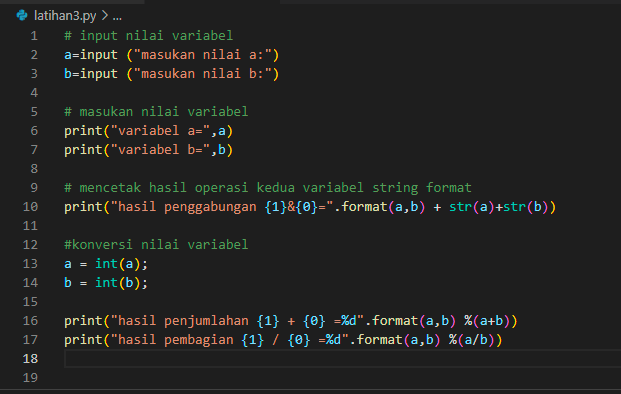 latihan3.py > ...
1 # input nilai variabel
2 a=input ("masukan nilai a:")
3 b=input ("masukan nilai b:")
4
5 # masukan nilai variabel
6 print("variabel a=",a)
7 print("variabel b=",b)
8
9 # mencetak hasil operasi kedua variabel string format
10 print("hasil penggabungan {1}&{0}=".format(a,b) + str(a)+str(b))
11
12 #konversi nilai variabel
13 a = int(a);
14 b = int(b);
15
16 print("hasil penjumlahan {1} + {0} =%d".format(a,b) %(a+b))
17 print("hasil pembagian {1} / {0} =%d".format(a,b) %(a/b))
18
19